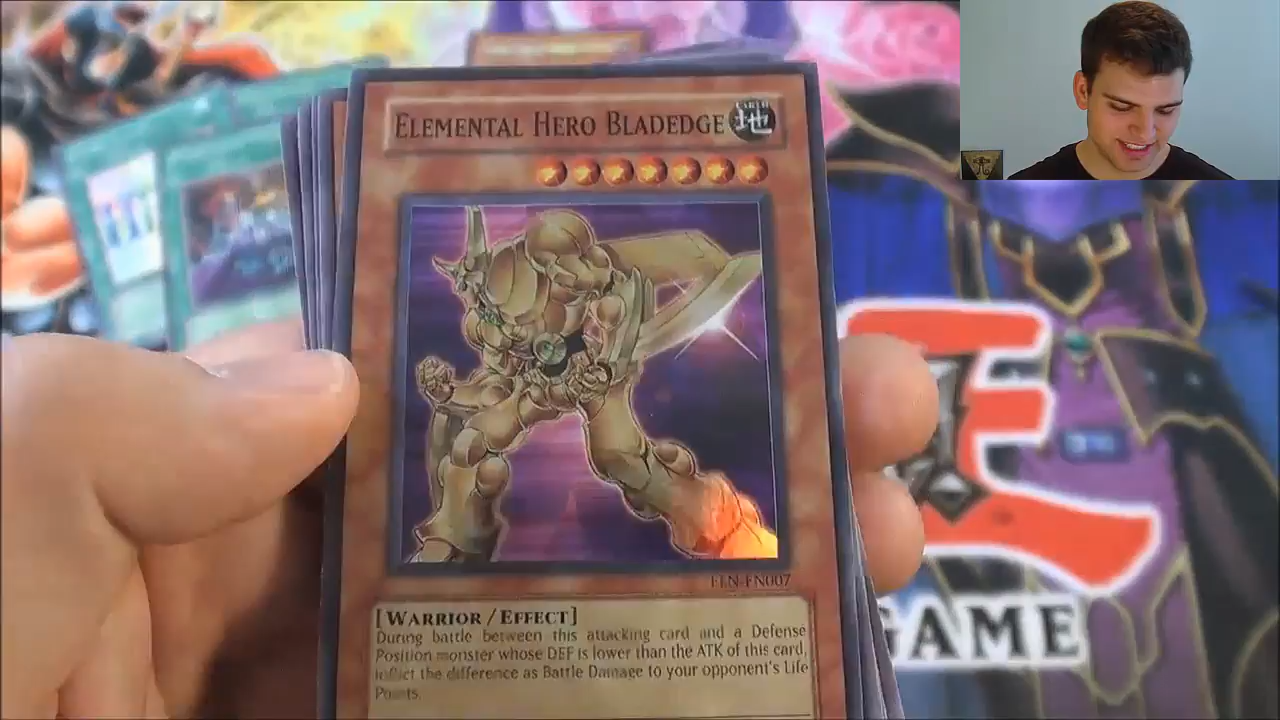 ELEMENTAL HERO BLADEDGE
EARTH
地
EEN-EN007
[WARRIOR / EFFECT]
During battle between this attacking card and a Defense
Position monster whose DEF is lower than the ATK of this card,
inflict the difference as Battle Damage to your opponent's Life
Points.
GAME